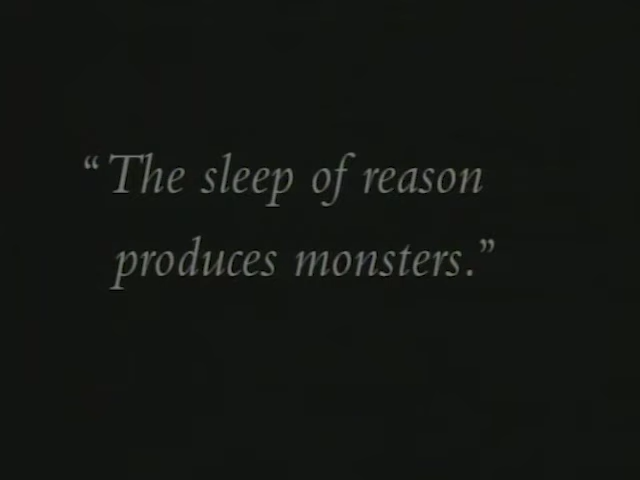 “The sleep of reason
produces monsters.”